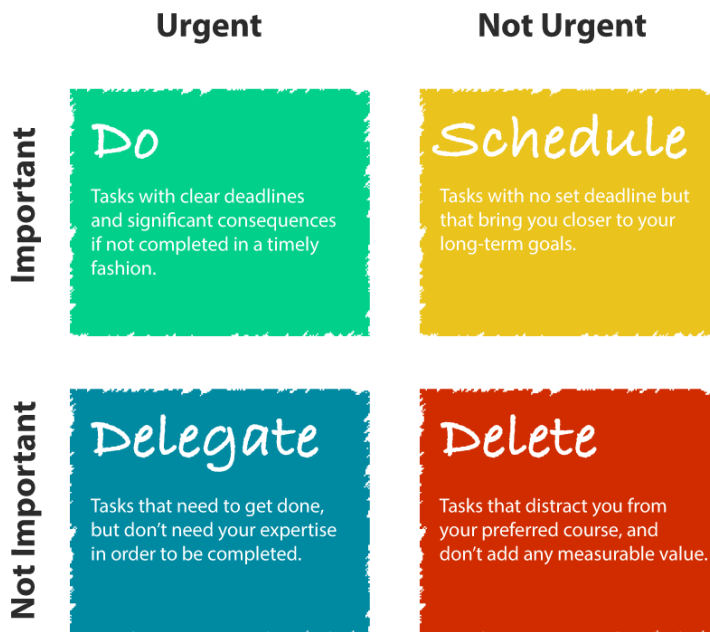 Urgent
Not Urgent
Important
Do
Tasks with clear deadlines
and significant consequences
if not completed in a timely
fashion.
Schedule
Tasks with no set deadline but
that bring you closer to your
long-term goals.
Not Important
Delegate
Tasks that need to get done,
but don’t need your expertise
in order to be completed.
Delete
Tasks that distract you from
your preferred course, and
don’t add any measurable value.